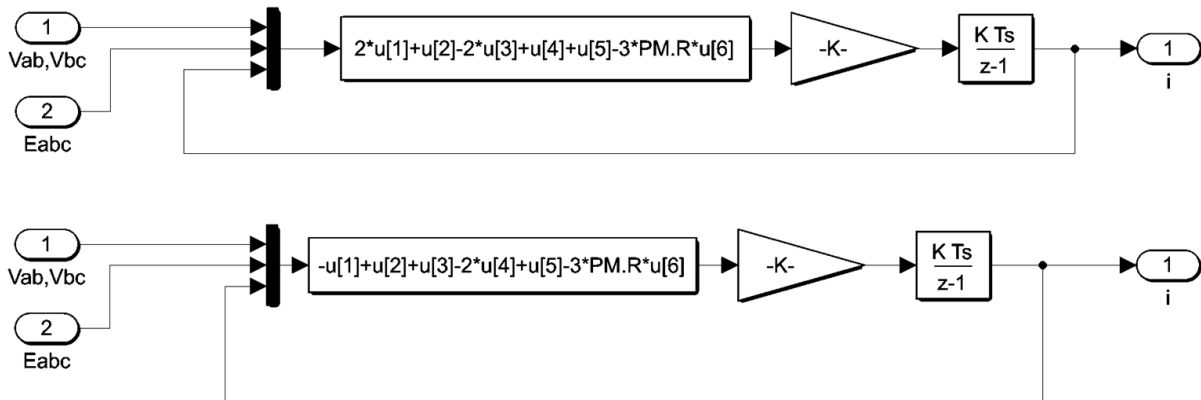 1
Vab,Vbc
2
Eabc
2*u[1]+u[2]-2*u[3]+u[4]+u[5]-3*PM.R*u[6]
-K-
K Ts
z-1
1
i
1
Vab,Vbc
2
Eabc
-u[1]+u[2]+u[3]-2*u[4]+u[5]-3*PM.R*u[6]
-K-
K Ts
z-1
1
i